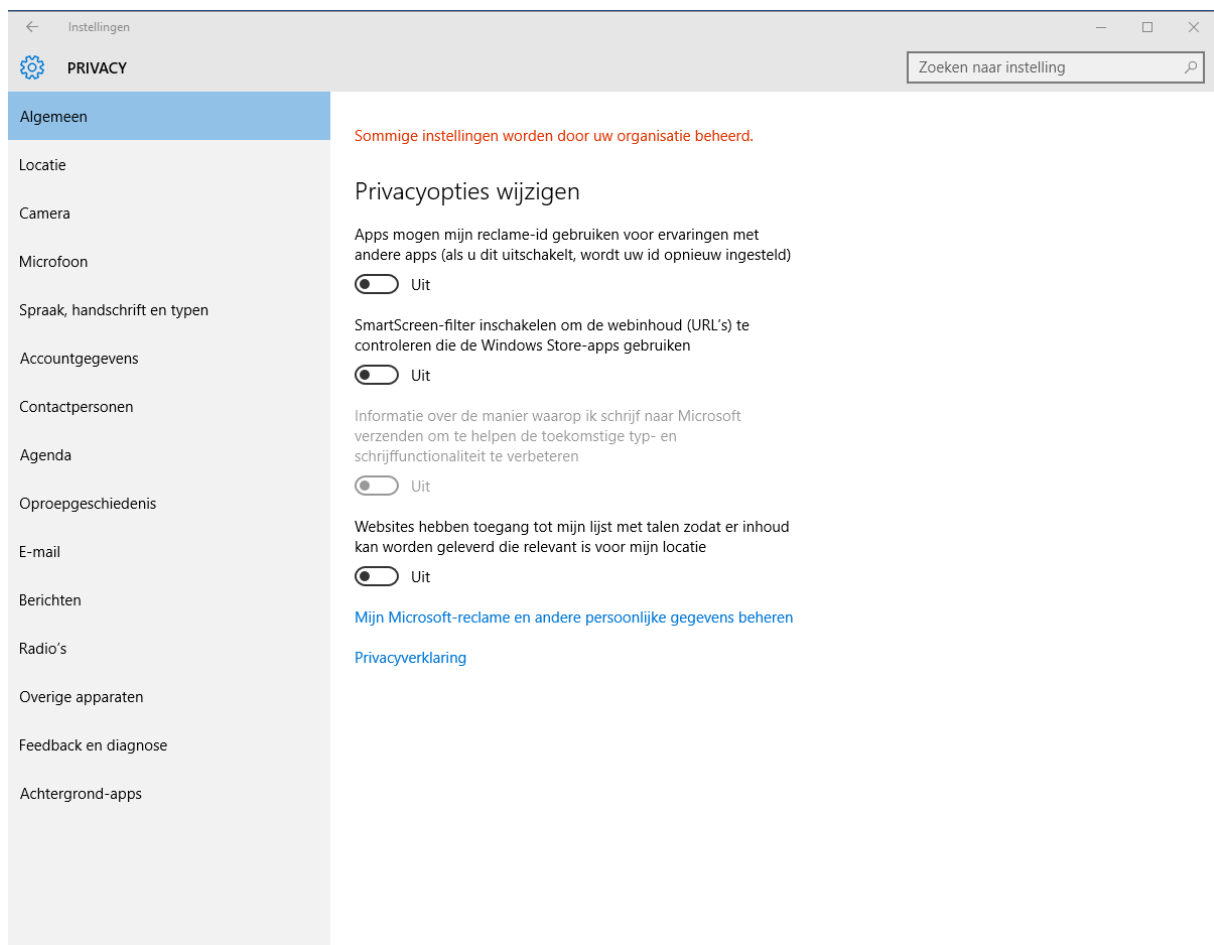 Instellingen
PRIVACY
Zoeken naar instelling
Algemeen
Locatie
Camera
Microfoon
Spraak, handschrift en typen
Accountgegevens
Contactpersonen
Agenda
Oproepgeschiedenis
E-mail
Berichten
Radio's
Overige apparaten
Feedback en diagnose
Achtergrond-apps
Sommige instellingen worden door uw organisatie beheerd.
Privacyopties wijzigen
Apps mogen mijn reclame-id gebruiken voor ervaringen met
andere apps (als u dit uitschakelt, wordt uw id opnieuw ingesteld)
Uit
SmartScreen-filter inschakelen om de webinhoud (URL's) te
controleren die de Windows Store-apps gebruiken
Uit
Informatie over de manier waarop ik schrijf naar Microsoft
verzenden om te helpen de toekomstige typ- en
schrijffunctionaliteit te verbeteren
Uit
Websites hebben toegang tot mijn lijst met talen zodat er inhoud
kan worden geleverd die relevant is voor mijn locatie
Uit
Mijn Microsoft-reclame en andere persoonlijke gegevens beheren
Privacyverklaring